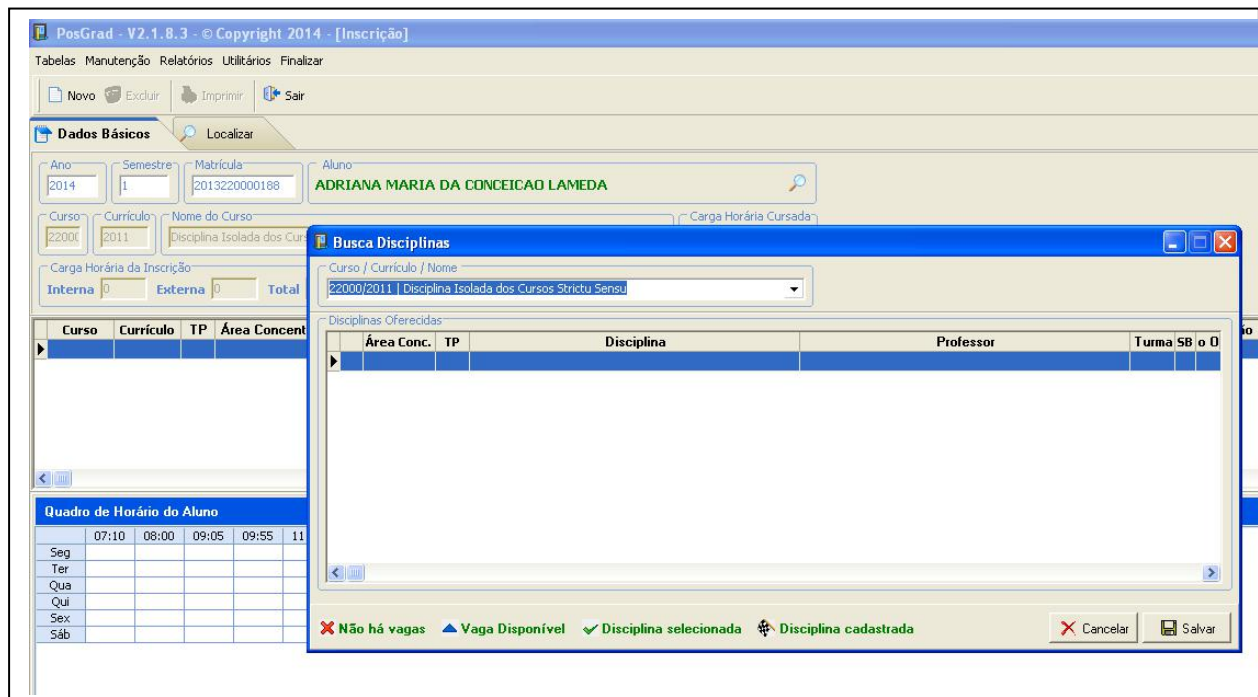 PosGrad - V2.1.8.3 - © Copyright 2014 - [Inscrição]
Tabelas Manutenção Relatórios Utilitários Finalizar
Novo Excluir Imprimir Sair
Dados Básicos Localizar
Ano Semestre Matrícula Aluno
2014 1 2013220000188 ADRIANA MARIA DA CONCEICAO LAMEDA
Curso Currículo Nome do Curso Carga Horária Cursada
2200 2011 Disciplina Isolada dos Curs
Carga Horária da Inscrição
Interna 0 Externa 0 Total
Curso Currículo TP Área Concent
Quadro de Horário do Aluno
07:10 08:00 09:05 09:55 11
Seg
Ter
Qua
Qui
Sex
Sáb
Busca Disciplinas
Curso / Currículo / Nome
22000/2011 | Disciplina Isolada dos Cursos Strictu Sensu
Disciplinas Oferecidas
Área Conc. TP Disciplina Professor Turma SB o O
Não há vagas Vaga Disponível Disciplina selecionada Disciplina cadastrada Cancelar Salvar